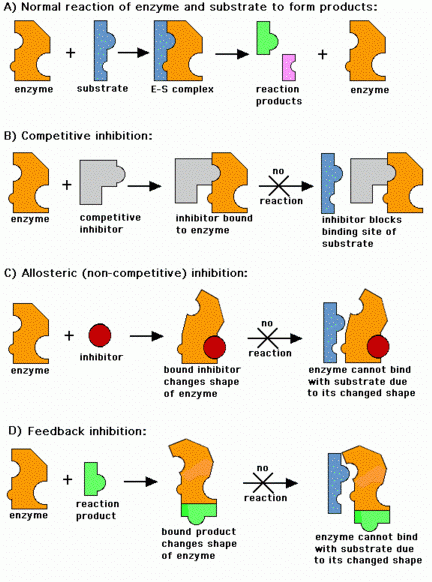 A) Normal reaction of enzyme and substrate to form products:
+
+
enzyme
substrate
E-S complex
reaction
products
enzyme
B) Competitive inhibition:
+
no
reaction
enzyme
competitive
inhibitor
inhibitor bound
to enzyme
inhibitor blocks
binding site of
substrate
C) Allosteric (non-competitive) inhibition:
+
no
reaction
enzyme
inhibitor
bound inhibitor
changes shape
of enzyme
enzyme cannot bind
with substrate due
to its changed shape
D) Feedback inhibition:
+
no
reaction
enzyme
reaction
product
bound product
changes shape
of enzyme
enzyme cannot bind
with substrate due
to its changed shape